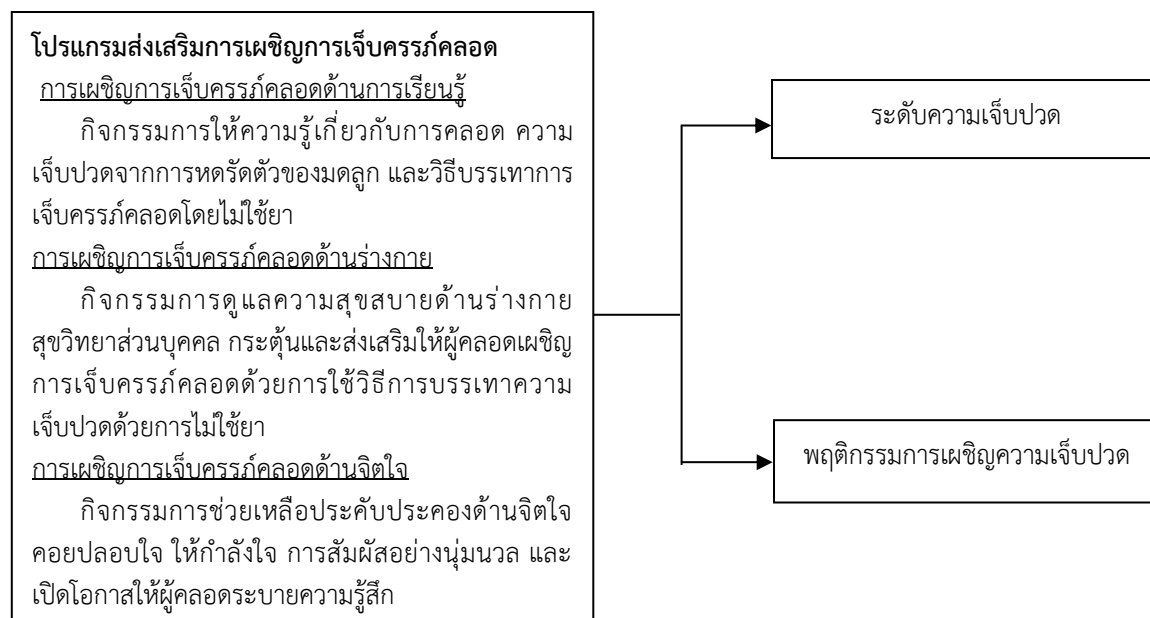 โปรแกรมส่งเสริมการเผชิญการเจ็บครรภ์คลอด
การเผชิญการเจ็บครรภ์คลอดด้านการเรียนรู้
กิจกรรมการให้ความรู้เกี่ยวกับการคลอด ความ
เจ็บปวดจากการหดรัดตัวของมดลูก และวิธีบรรเทาการ
เจ็บครรภ์คลอดโดยไม่ใช้ยา
การเผชิญการเจ็บครรภ์คลอดด้านร่างกาย
กิจกรรมการดูแลความสุขสบายด้านร่างกาย
สุขวิทยาส่วนบุคคล กระตุ้นและส่งเสริมให้ผู้คลอดเผชิญ
การเจ็บครรภ์คลอดด้วยการใช้วิธีการบรรเทาความ
เจ็บปวดด้วยการไม่ใช้ยา
การเผชิญการเจ็บครรภ์คลอดด้านจิตใจ
กิจกรรมการช่วยเหลือประคับประคองด้านจิตใจ
คอยปลอบใจ ให้กำลังใจ การสัมผัสอย่างนุ่มนวล และ
เปิดโอกาสให้ผู้คลอดระบายความรู้สึก
ระดับความเจ็บปวด
พฤติกรรมการเผชิญความเจ็บปวด